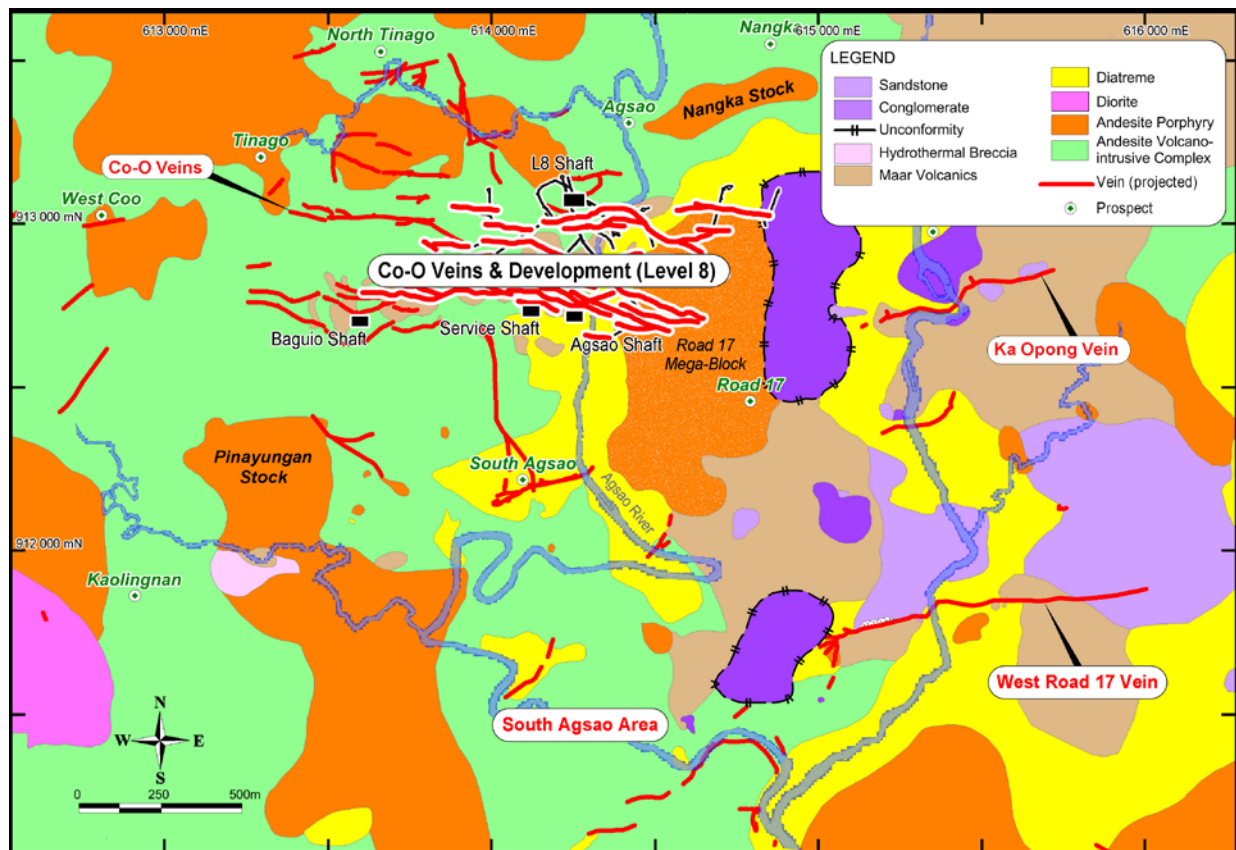 613 000 mE
614 000 mE
615 000 mE
616 000 mE
North Tinago
Nangka
LEGEND
Sandstone
Conglomerate
Unconformity
Hydrothermal Breccia
Maar Volcanics
Diatreme
Diorite
Andesite Porphyry
Andesite Volcano-
intrusive Complex
Vein (projected)
Prospect
Nangka Stock
Agsao
Tinago
Co-O Veins
L8 Shaft
West Coo
913 000 mN
Co-O Veins & Development (Level 8)
Baguio Shaft
Service Shaft
Agsao Shaft
Road 17
Mega-Block
Ka Opong Vein
Road 17
Pinayungan
Stock
South Agsao
Agsao River
912 000 mN
Kaolingnan
West Road 17 Vein
South Agsao Area
N
W
E
S
0
250
500m